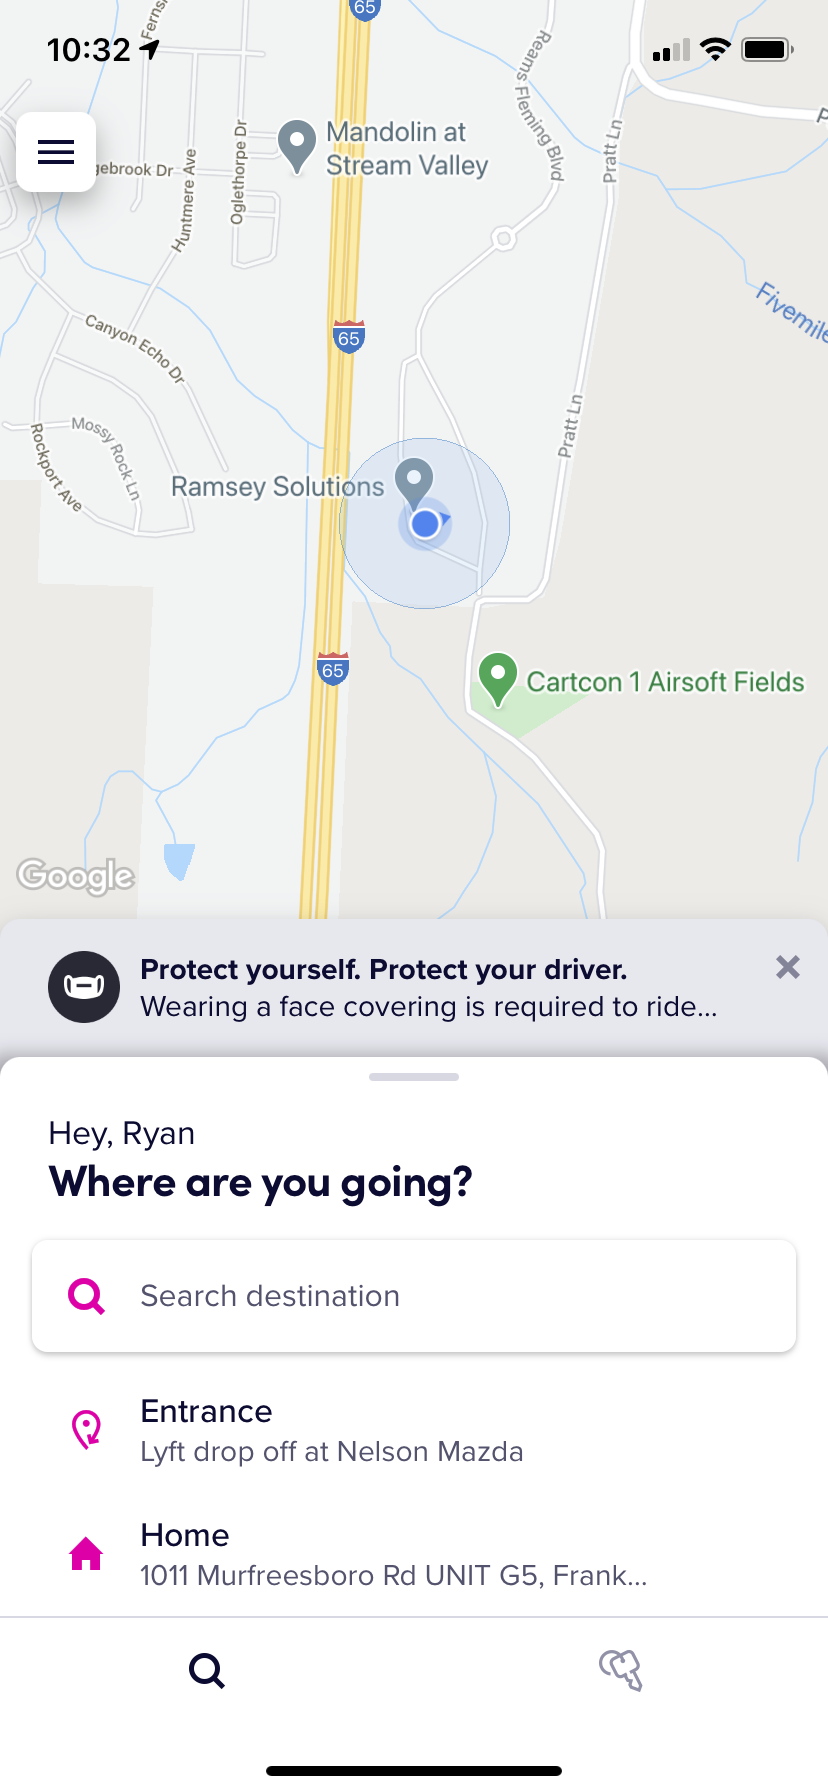 65
10:32
Ferns
Reams Fleming Blvd
Mandolin at
Stream Valley
Pratt Ln
gebrook Dr
Huntmere Ave
Oglethorpe Dr
Fivemile
Canyon Echo Dr
65
Pratt Ln
Mossy Rock Ln
Rockport Ave
Ramsey Solutions
65
Cartcon 1 Airsoft Fields
Google
Protect yourself. Protect your driver.
Wearing a face covering is required to ride...
Hey, Ryan
Where are you going?
Search destination
Entrance
Lyft drop off at Nelson Mazda
Home
1011 Murfreesboro Rd UNIT G5, Frank...